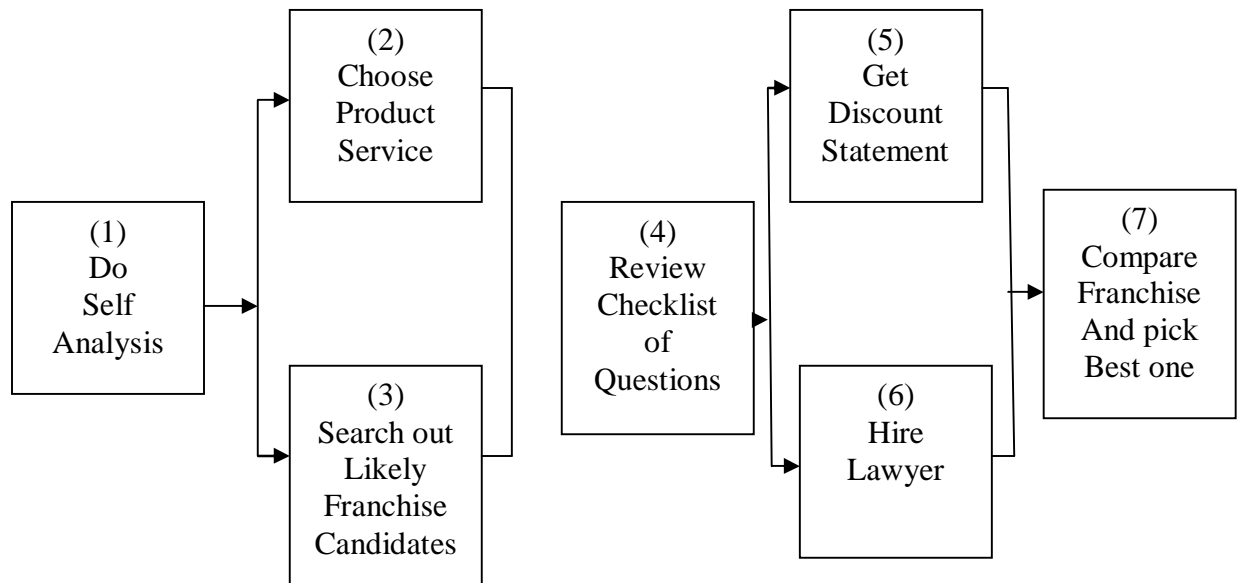 (1)
Do
Self
Analysis
(2)
Choose
Product
Service
(3)
Search out
Likely
Franchise
Candidates
(4)
Review
Checklist
of
Questions
(5)
Get
Discount
Statement
(6)
Hire
Lawyer
(7)
Compare
Franchise
And pick
Best one